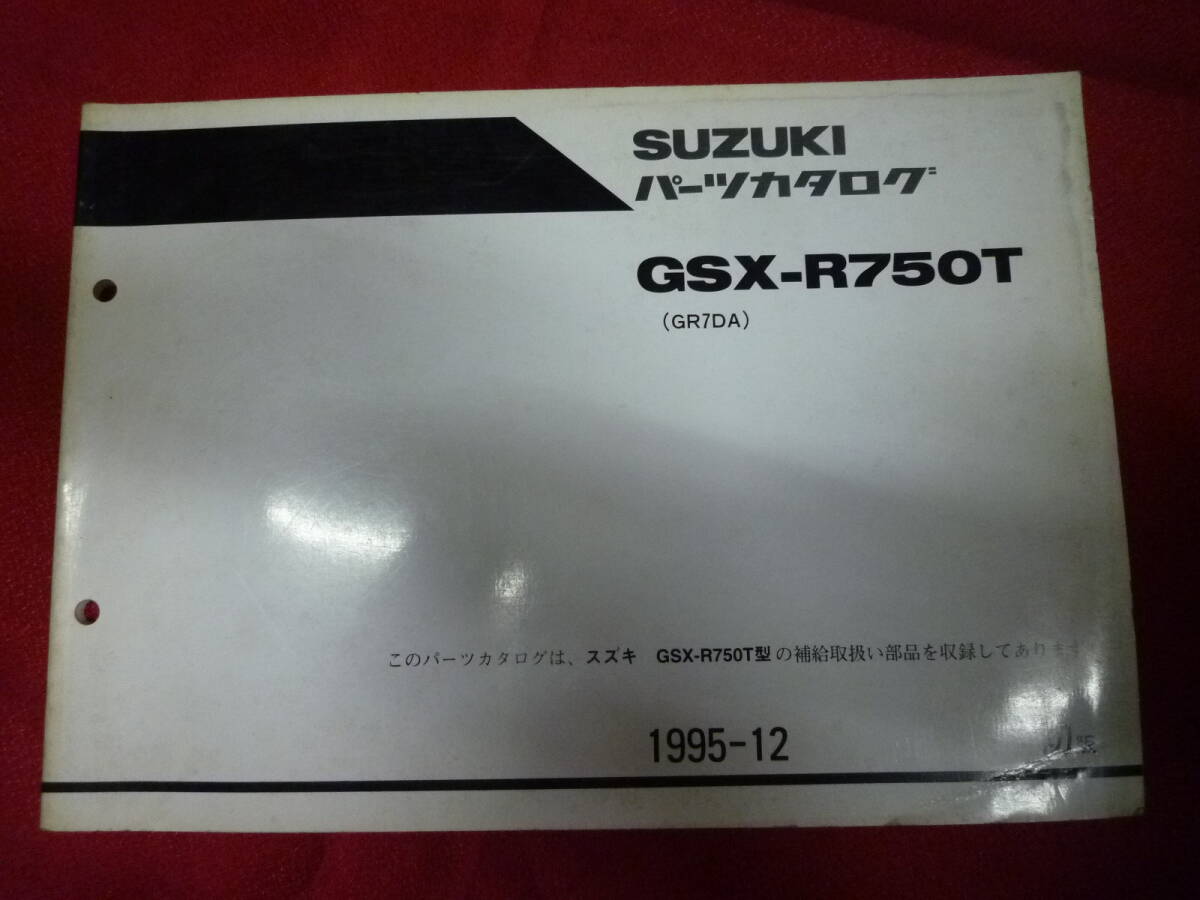 SUZUKI
パーツカタログ
GSX-R750T
(GR7DA)
このパーツカタログは、スズキ GSX-R750T型の補給取扱い部品を収録してあります
1995-12